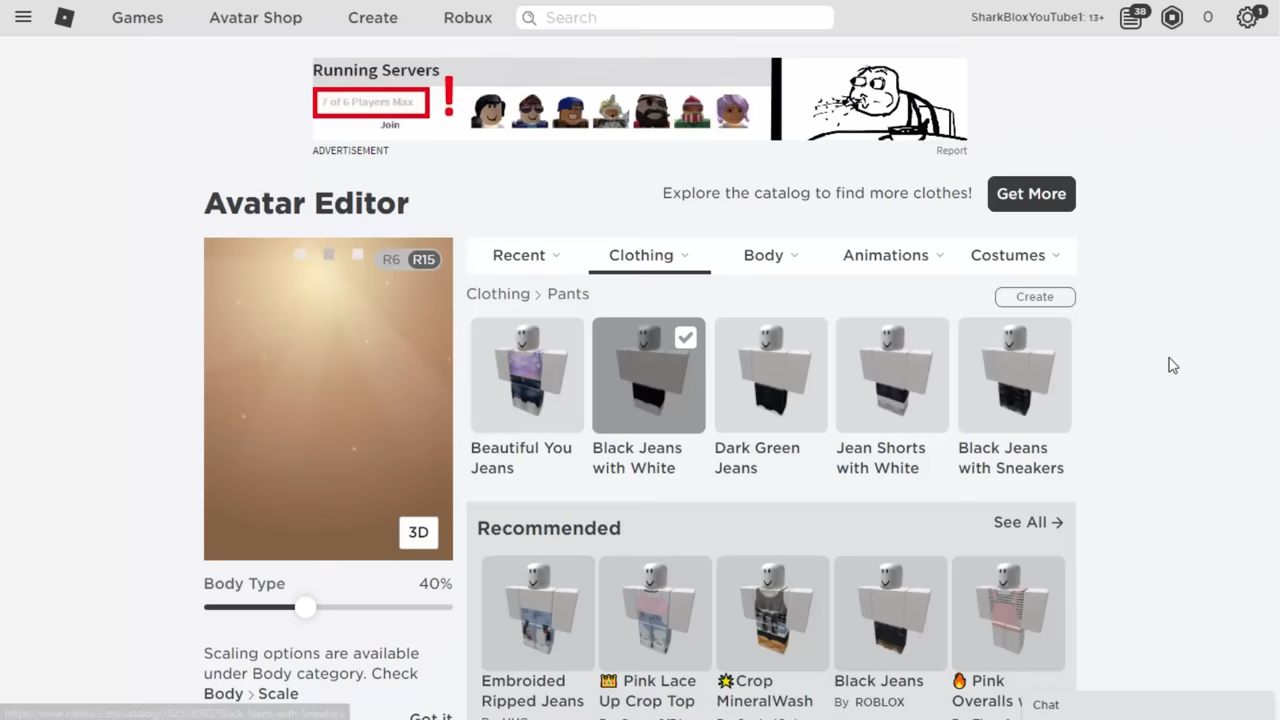 Games
Avatar Shop
Create
Robux
Search
SharkBloxYouTube1: 13+
38
0
1
Running Servers
7 of 6 Players Max
!
Join
ADVERTISEMENT
Report
Avatar Editor
Explore the catalog to find more clothes!
Get More
R6
R15
Recent
Clothing
Body
Animations
Costumes
Clothing > Pants
Create
Beautiful You
Jeans
Black Jeans
with White
Dark Green
Jeans
Jean Shorts
with White
Black Jeans
with Sneakers
3D
Body Type
40%
Scaling options are available
under Body category. Check
Body > Scale
Got it
Recommended
See All →
Embroided
Ripped Jeans
👑 Pink Lace
Up Crop Top
🌟Crop
MineralWash
Black Jeans
By ROBLOX
🔥 Pink
Overalls
Chat